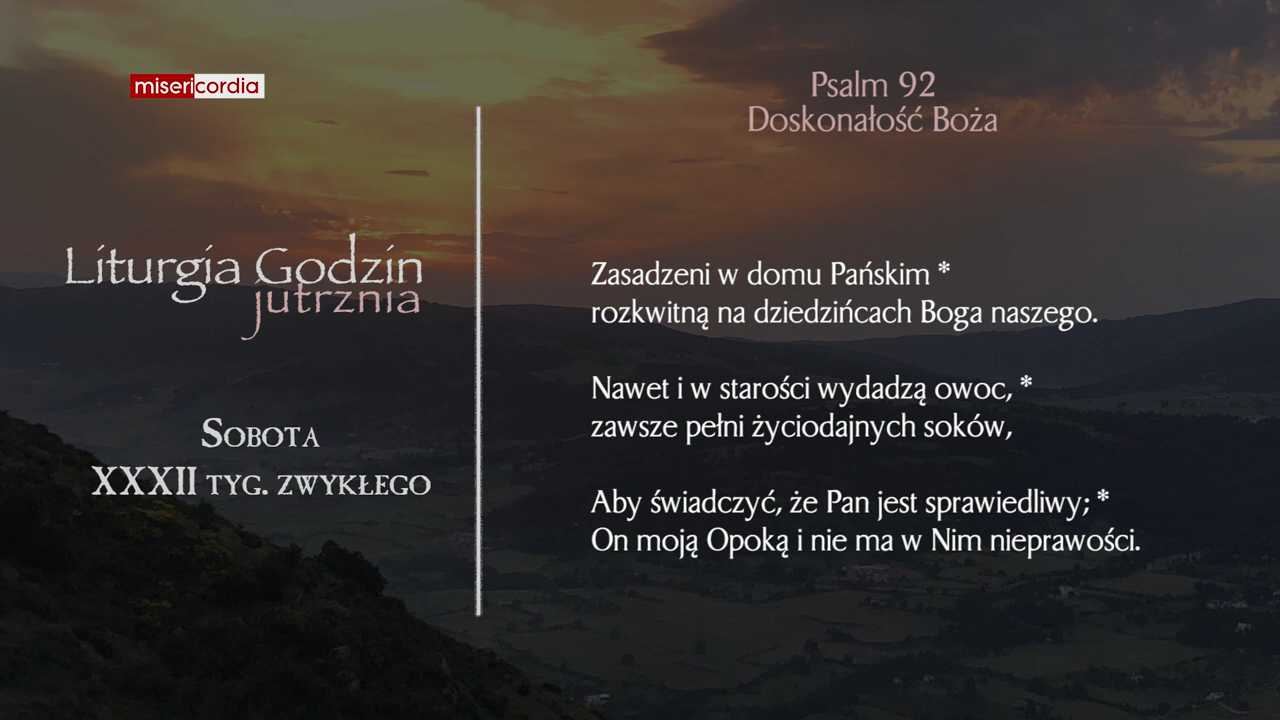 misericordia
Liturgia Godzin
jutrznia
Sobota
XXXII tyg. zwykłego
Psalm 92
Doskonałość Boża
Zasadzeni w domu Pańskim *
rozkwitną na dziedzińcach Boga naszego.
Nawet i w starości wydadzą owoc, *
zawsze pełni życiodajnych soków,
Aby świadczyć, że Pan jest sprawiedliwy; *
On moją Opoką i nie ma w Nim nieprawości.